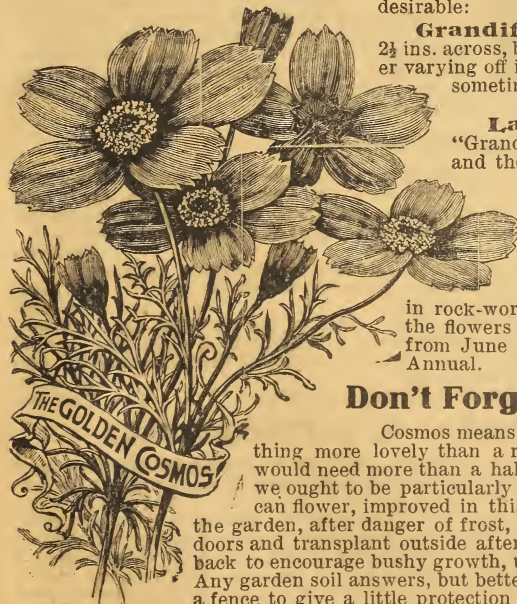 desirable:
Grandif
2½ ins. across, b
er varying off i
sometin
La
“Grand
and the
in rock-wor
the flowers
from June
Annual.
Don't Forg
Cosmos means
thing more lovely than a r
would need more than a hal
we ought to be particularly
can flower, improved in this
the garden, after danger of frost,
doors and transplant outside after
back to encourage bushy growth, u
Any garden soil answers, but bette
a fence to give a little protection
THE GOLDEN COSMOS